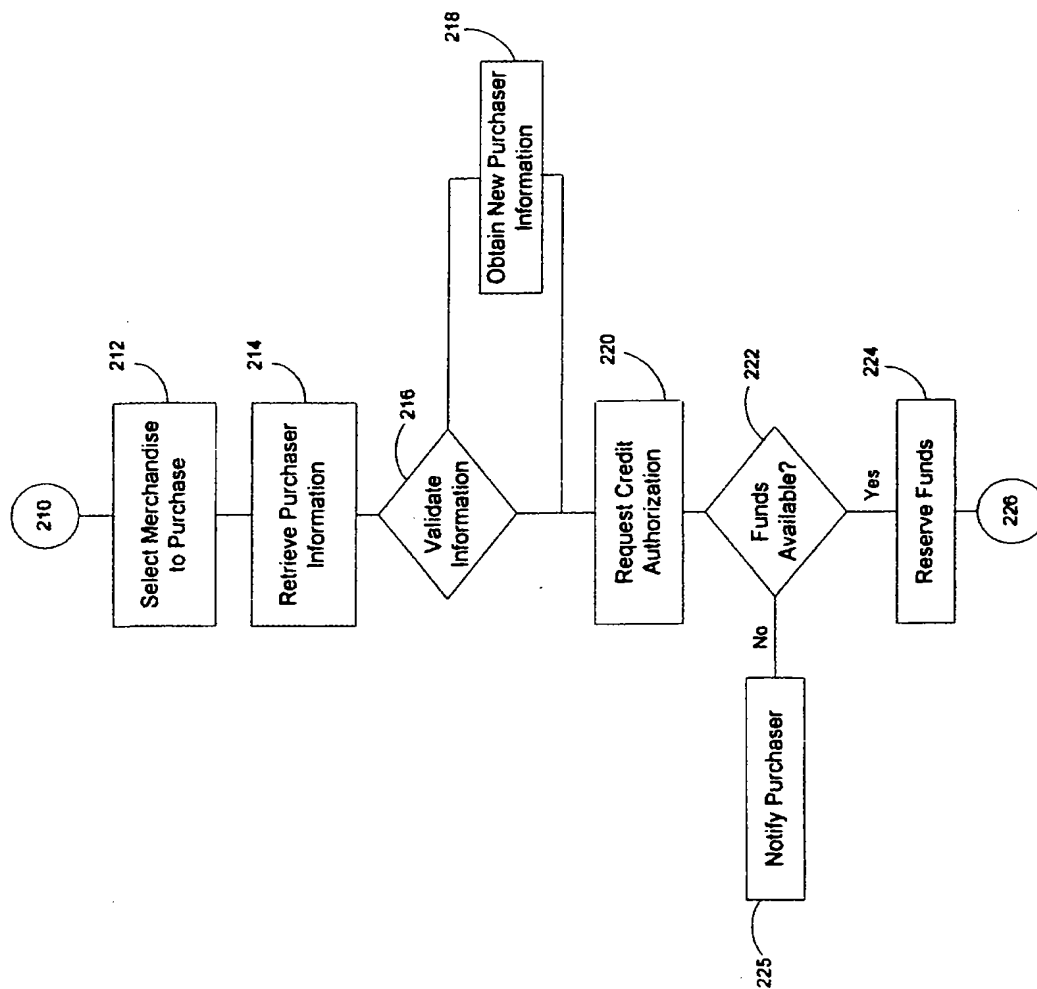 210
212
Select Merchandise
to Purchase
214
Retrieve Purchaser
Information
216
Validate
Information
218
Obtain New Purchaser
Information
220
Request Credit
Authorization
222
Funds
Available?
No
Yes
225
Notify Purchaser
224
Reserve Funds
226